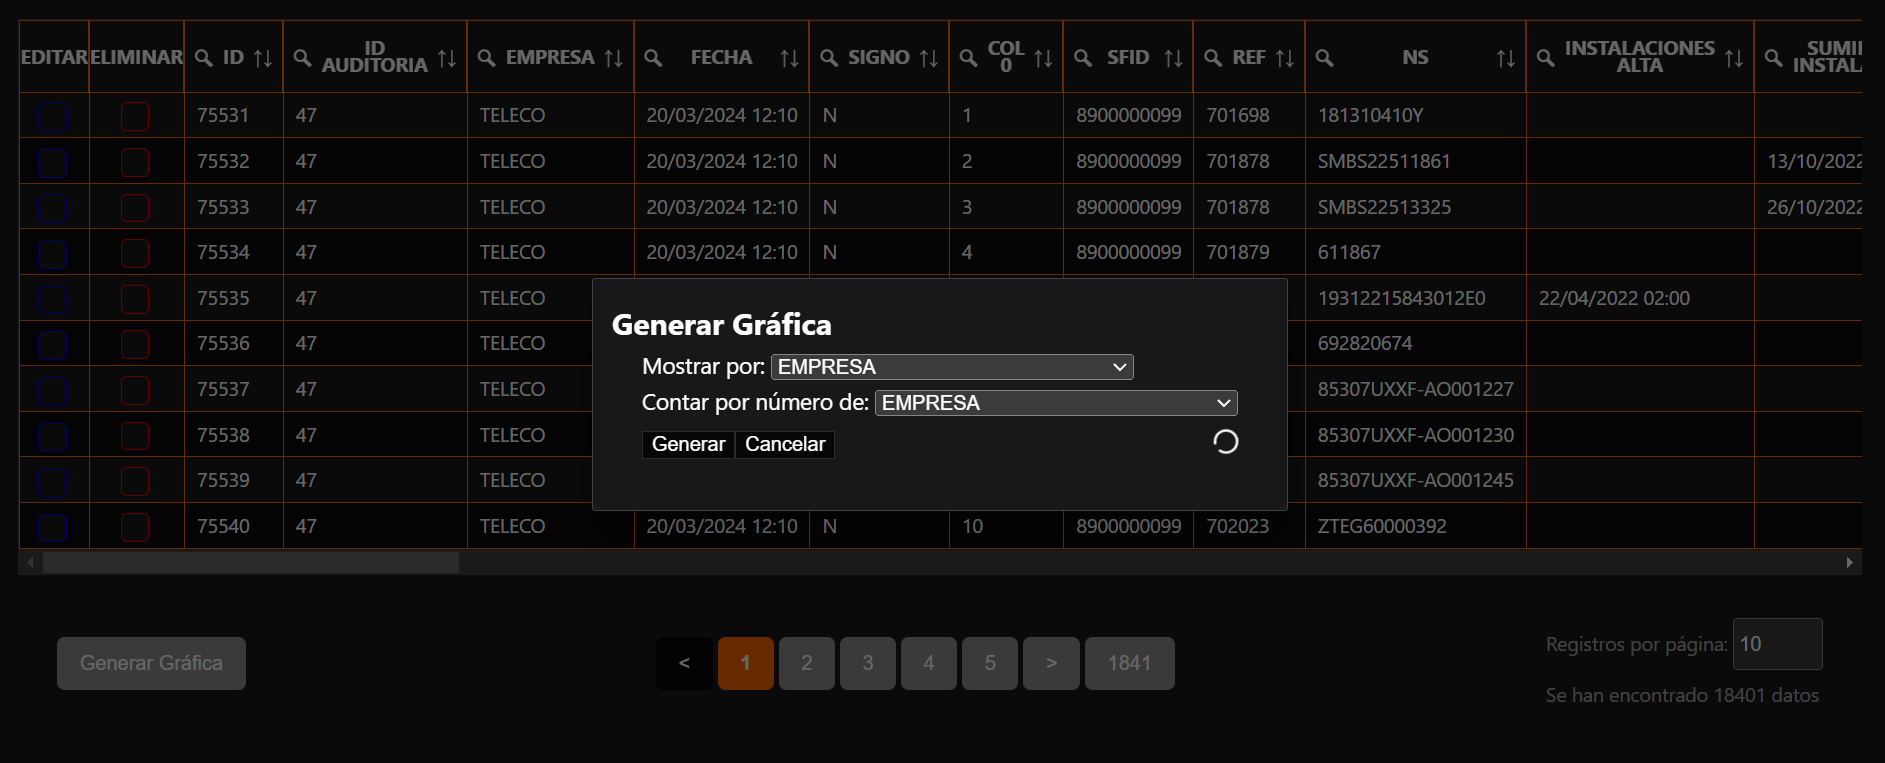 EDITAR ELIMINAR ID ID AUDITORIA EMPRESA FECHA SIGNO COL 0 SFID REF NS INSTALACIONES ALTA
75531 47 TELECO 20/03/2024 12:10 N 1 8900000099 701698 181310410Y
75532 47 TELECO 20/03/2024 12:10 N 2 8900000099 701878 SMBS22511861 13/10/2022
75533 47 TELECO 20/03/2024 12:10 N 3 8900000099 701878 SMBS22513325 26/10/2022
75534 47 TELECO 20/03/2024 12:10 N 4 8900000099 701879 611867
75535 47 TELECO 19312215843012E0 22/04/2022 02:00
75536 47 TELECO 692820674
75537 47 TELECO 85307UXXF-AO001227
75538 47 TELECO 85307UXXF-AO001230
75539 47 TELECO 85307UXXF-AO001245
75540 47 TELECO 20/03/2024 12:10 N 10 8900000099 702023 ZTEG60000392
Generar Gráfica
Mostrar por: EMPRESA
Contar por número de: EMPRESA
Generar Cancelar
Generar Gráfica
< 1 2 3 4 5 > 1841
Registros por página: 10
Se han encontrado 18401 datos